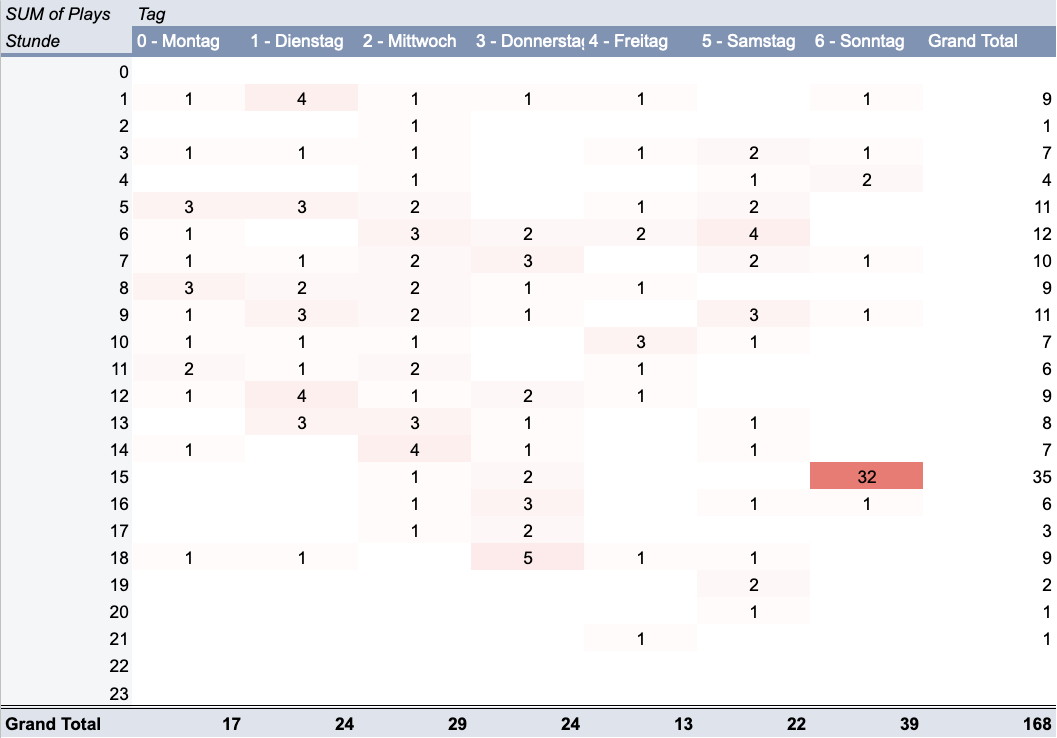 SUM of Plays Tag
Stunde 0 - Montag 1 - Dienstag 2 - Mittwoch 3 - Donnerstag 4 - Freitag 5 - Samstag 6 - Sonntag Grand Total
0
1 1 4 1 1 1 1 9
2 1 1
3 1 1 1 1 2 1 7
4 1 1 2 4
5 3 3 2 1 2 11
6 1 3 2 2 4 12
7 1 1 2 3 2 1 10
8 3 2 2 1 1 9
9 1 3 2 1 3 1 11
10 1 1 1 3 1 7
11 2 1 2 1 6
12 1 4 1 2 1 9
13 3 3 1 1 8
14 1 4 1 1 7
15 1 2 32 35
16 1 3 1 1 6
17 1 2 3
18 1 1 5 1 1 9
19 2 2
20 1 1
21 1 1
22
23
Grand Total 17 24 29 24 13 22 39 168